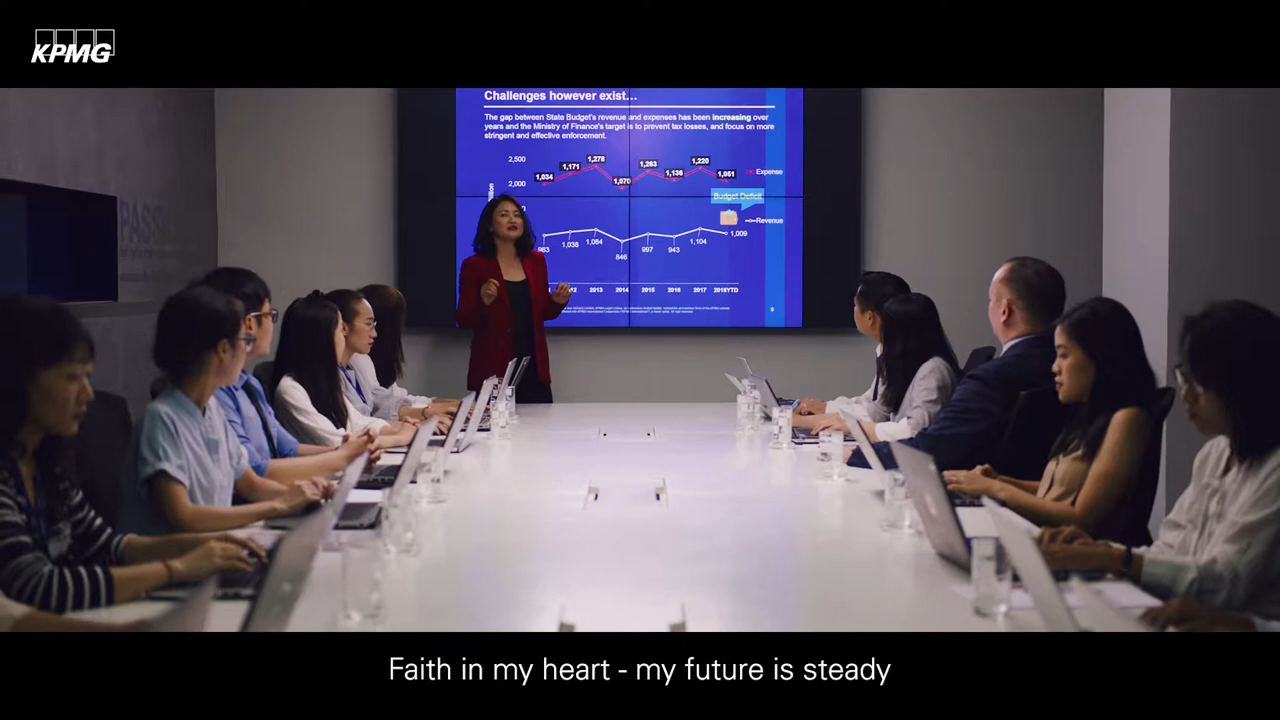 KPMG
Challenges however exist...
The gap between State Budget's revenue and expenses has been increasing over
years and the Ministry of Finance's target is to prevent tax losses, and focus on more
stringent and effective enforcement.
2,500
1,034 1,171 1,278 1,070 1,263 1,136 1,220 1,061
Expense
2,000
Budget Deficit
Revenue
983 1,038 1,084 846 997 943 1,104 1,009
2012 2013 2014 2015 2016 2017 2018YTD
PASS
Faith in my heart - my future is steady